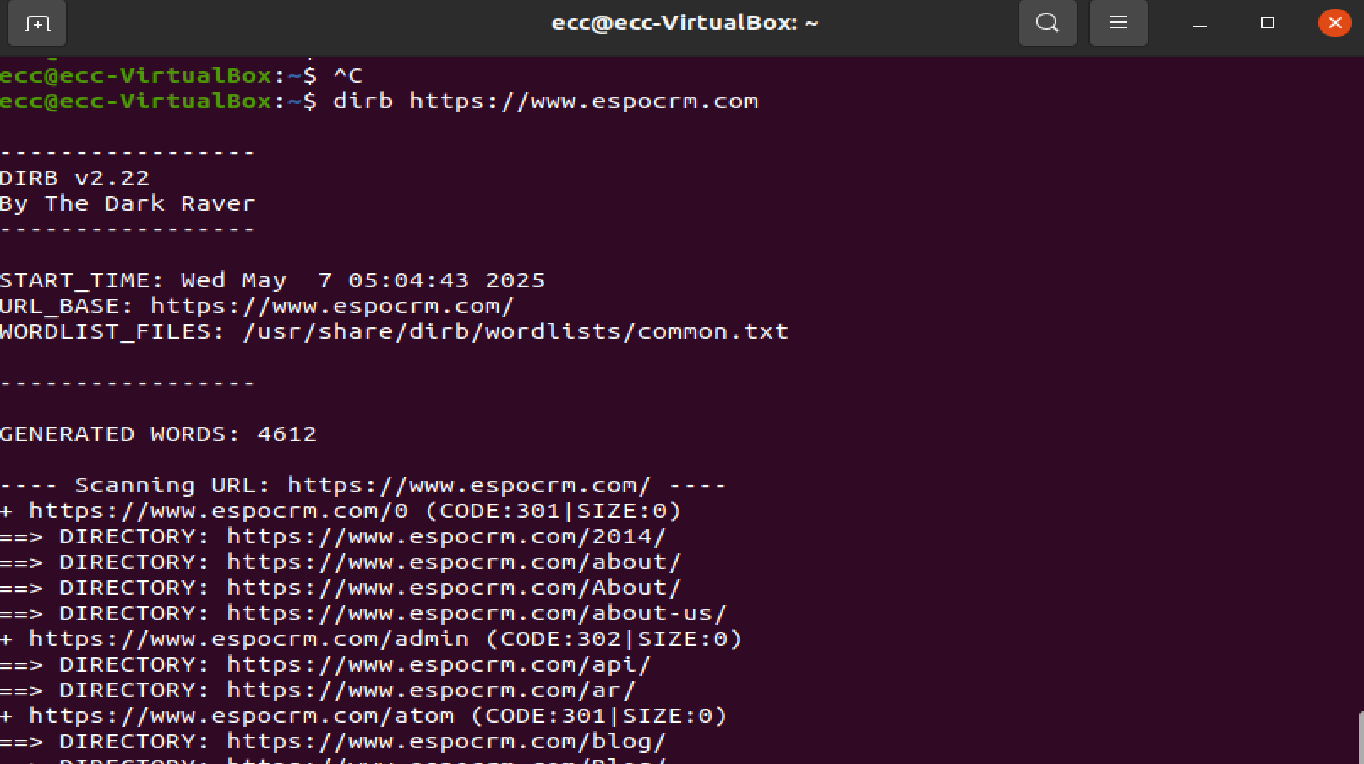 ecc@ecc-VirtualBox: ~
ecc@ecc-VirtualBox:~$ ^C
ecc@ecc-VirtualBox:~$ dirb https://www.espocrm.com
-----------------
DIRB v2.22
By The Dark Raver
-----------------
START_TIME: Wed May  7 05:04:43 2025
URL_BASE: https://www.espocrm.com/
WORDLIST_FILES: /usr/share/dirb/wordlists/common.txt
-----------------
GENERATED WORDS: 4612
---- Scanning URL: https://www.espocrm.com/ ----
+ https://www.espocrm.com/0 (CODE:301|SIZE:0)
==> DIRECTORY: https://www.espocrm.com/2014/
==> DIRECTORY: https://www.espocrm.com/about/
==> DIRECTORY: https://www.espocrm.com/About/
==> DIRECTORY: https://www.espocrm.com/about-us/
+ https://www.espocrm.com/admin (CODE:302|SIZE:0)
==> DIRECTORY: https://www.espocrm.com/api/
==> DIRECTORY: https://www.espocrm.com/ar/
+ https://www.espocrm.com/atom (CODE:301|SIZE:0)
==> DIRECTORY: https://www.espocrm.com/blog/
==> DIRECTORY: https://www.espocrm.com/Blog/